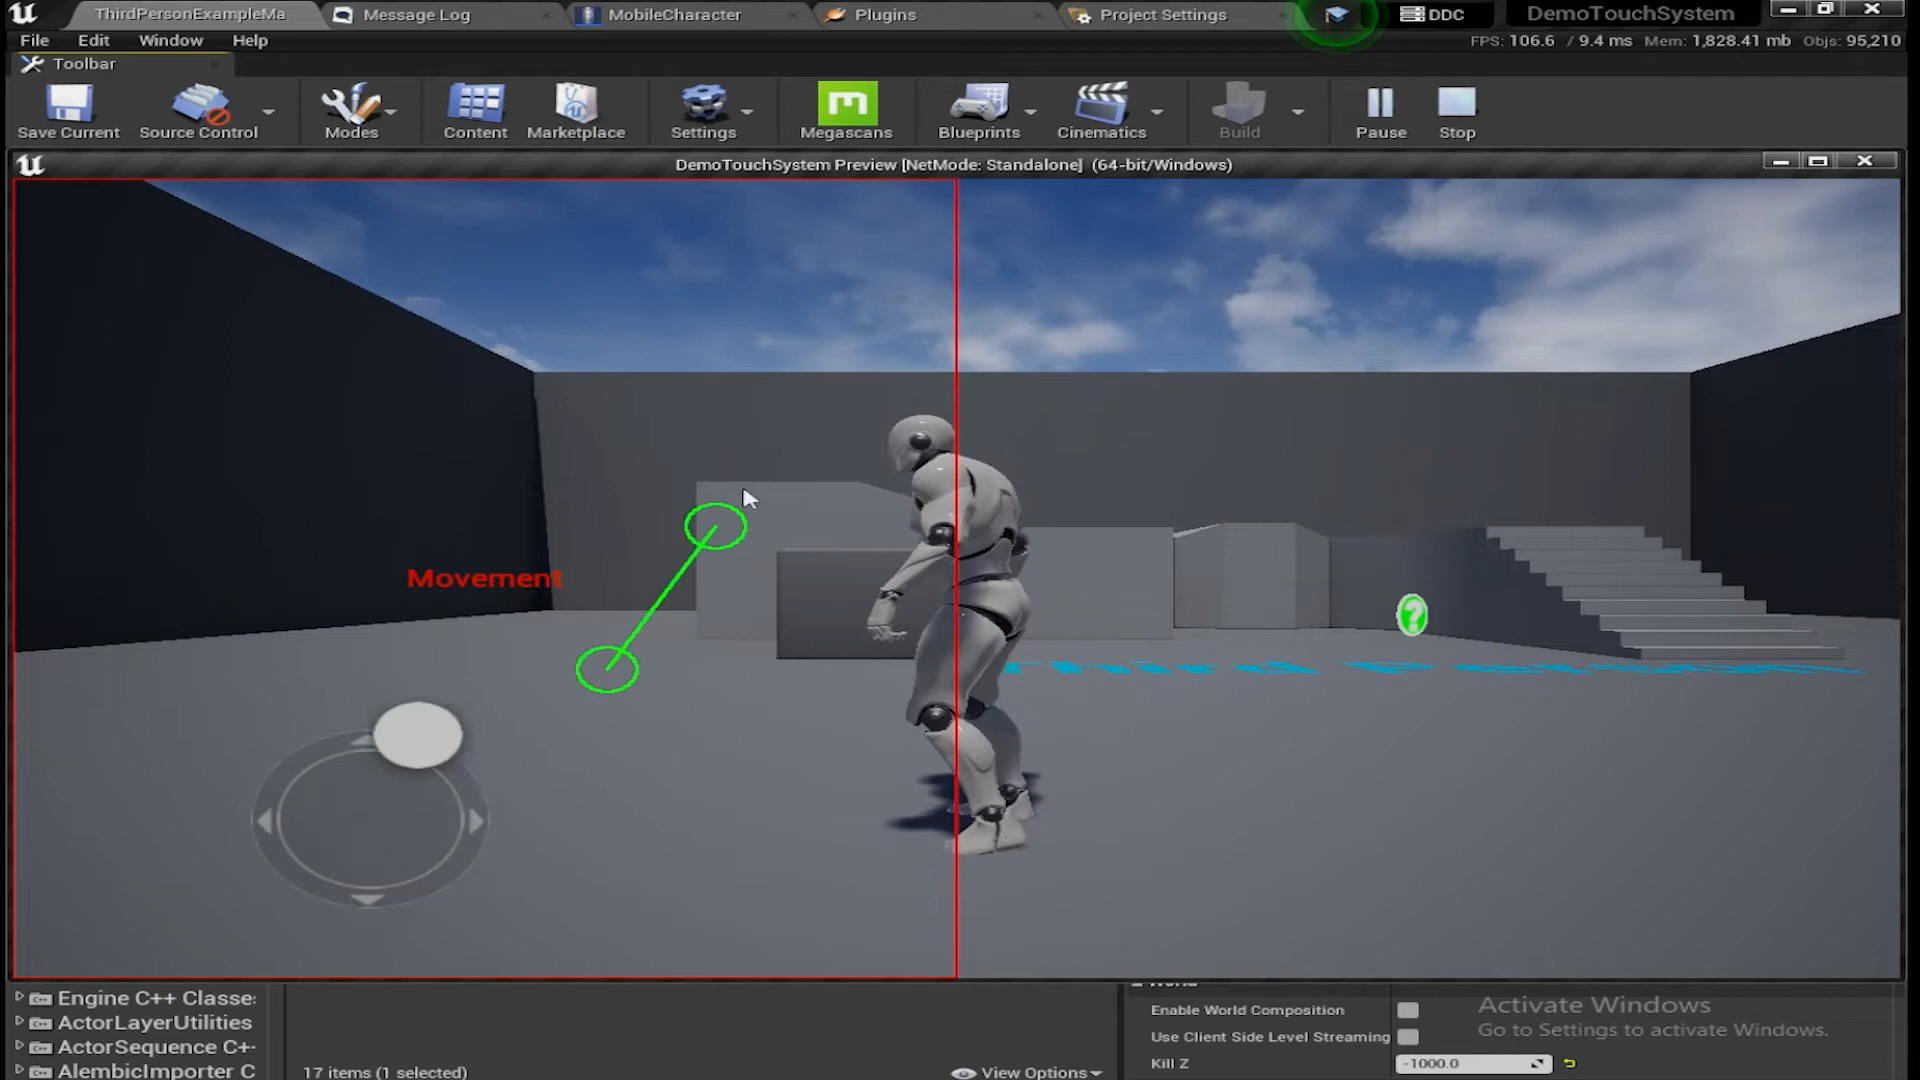 ThirdPersonExampleMa
Message Log
MobileCharacter
Plugins
Project Settings
DDC
DemoTouchSystem
File
Edit
Window
Help
FPS: 106.6 / 9.4 ms Mem: 1,828.41 mb Objs: 95,210
Toolbar
Save Current
Source Control
Modes
Content
Marketplace
Settings
Megascans
Blueprints
Cinematics
Build
Pause
Stop
DemoTouchSystem Preview [NetMode: Standalone] (64-bit/Windows)
Movement
?
Third Person
Engine C++ Classe
ActorLayerUtilities
ActorSequence C+
AlembicImporter C
17 items (1 selected)
View Options
World
Enable World Composition
Use Client Side Level Streaming
Kill Z
-1000.0
Activate Windows
Go to Settings to activate Windows.